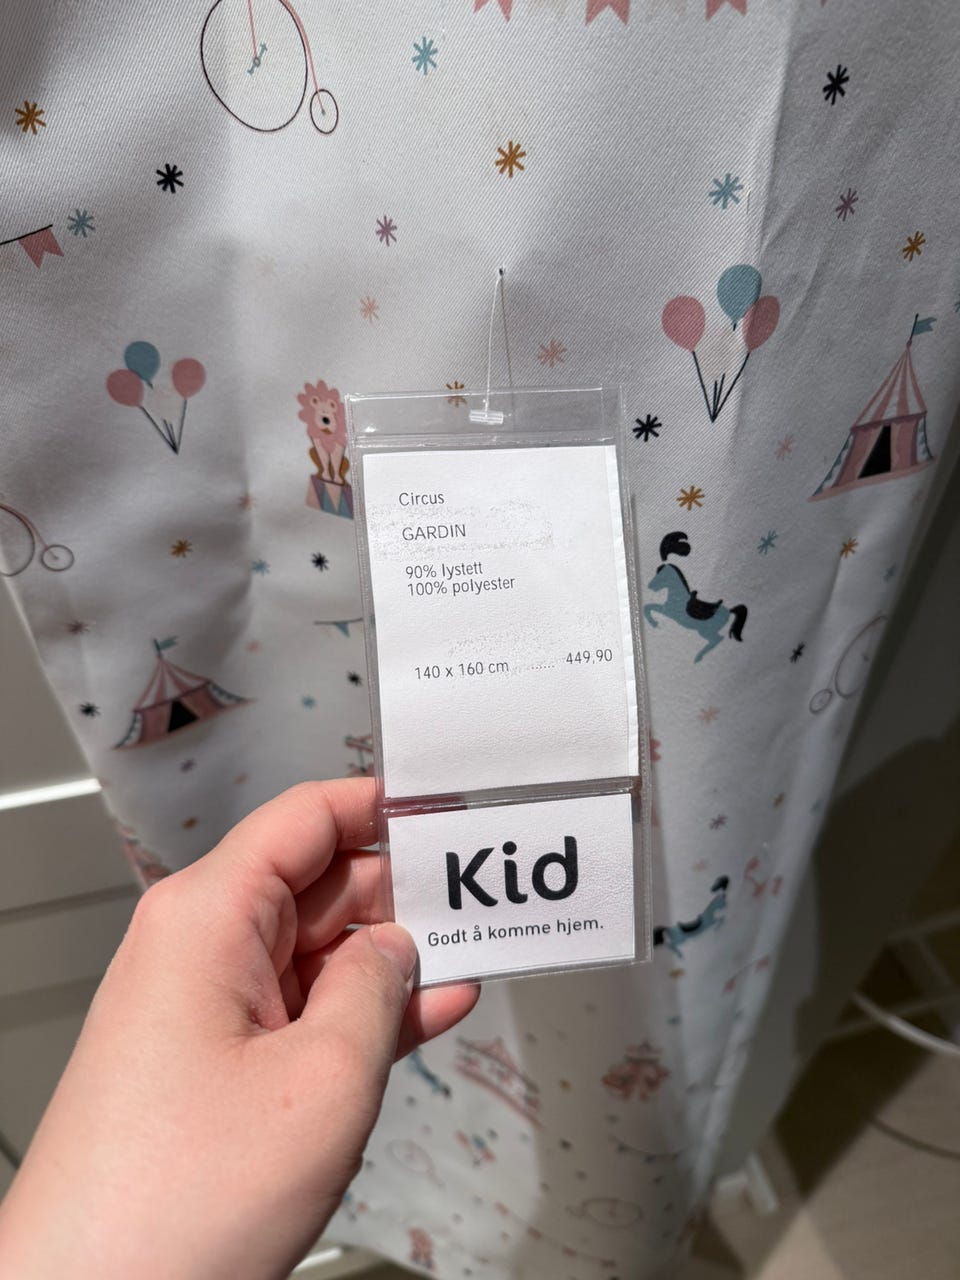 Circus
GARDIN
90% lystett
100% polyester
140 x 160 cm ........ 449,90
Kid
Godt å komme hjem.